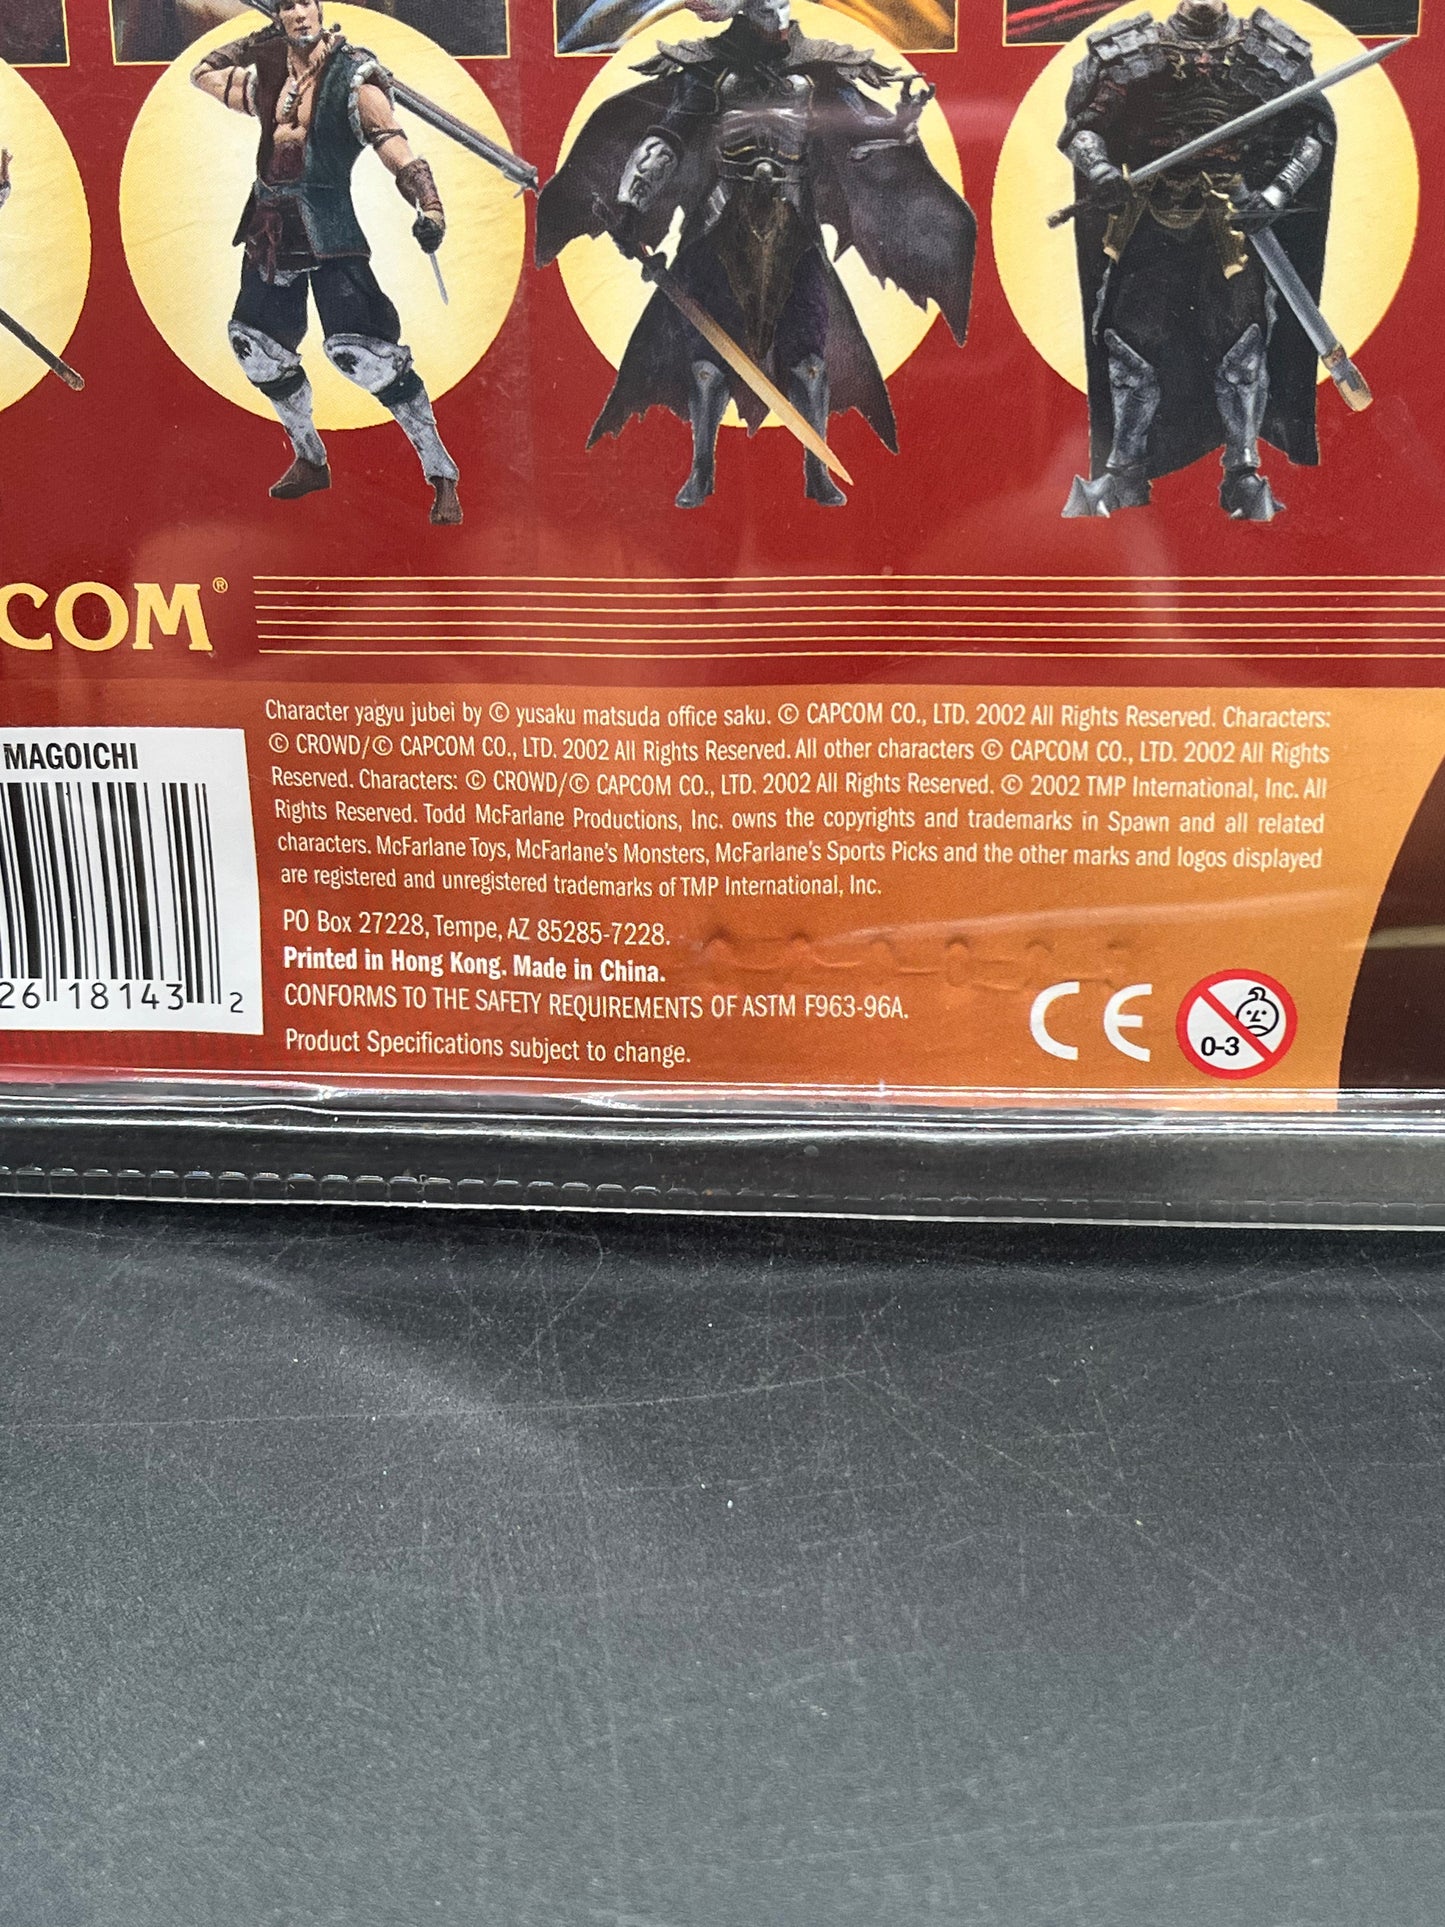 COM®
MAGOICHI
26 18143 2
Character yagyu jubei by © yusaku matsuda office saku. © CAPCOM CO., LTD. 2002 All Rights Reserved. Characters:
© CROWD/© CAPCOM CO., LTD. 2002 All Rights Reserved. All other characters © CAPCOM CO., LTD. 2002 All Rights
Reserved. Characters: © CROWD/© CAPCOM CO., LTD. 2002 All Rights Reserved. © 2002 TMP International, Inc. All
Rights Reserved. Todd McFarlane Productions, Inc. owns the copyrights and trademarks in Spawn and all related
characters. McFarlane Toys, McFarlane's Monsters, McFarlane's Sports Picks and the other marks and logos displayed
are registered and unregistered trademarks of TMP International, Inc.
PO Box 27228, Tempe, AZ 85285-7228.
Printed in Hong Kong. Made in China.
CONFORMS TO THE SAFETY REQUIREMENTS OF ASTM F963-96A.
Product Specifications subject to change.
CE
0-3